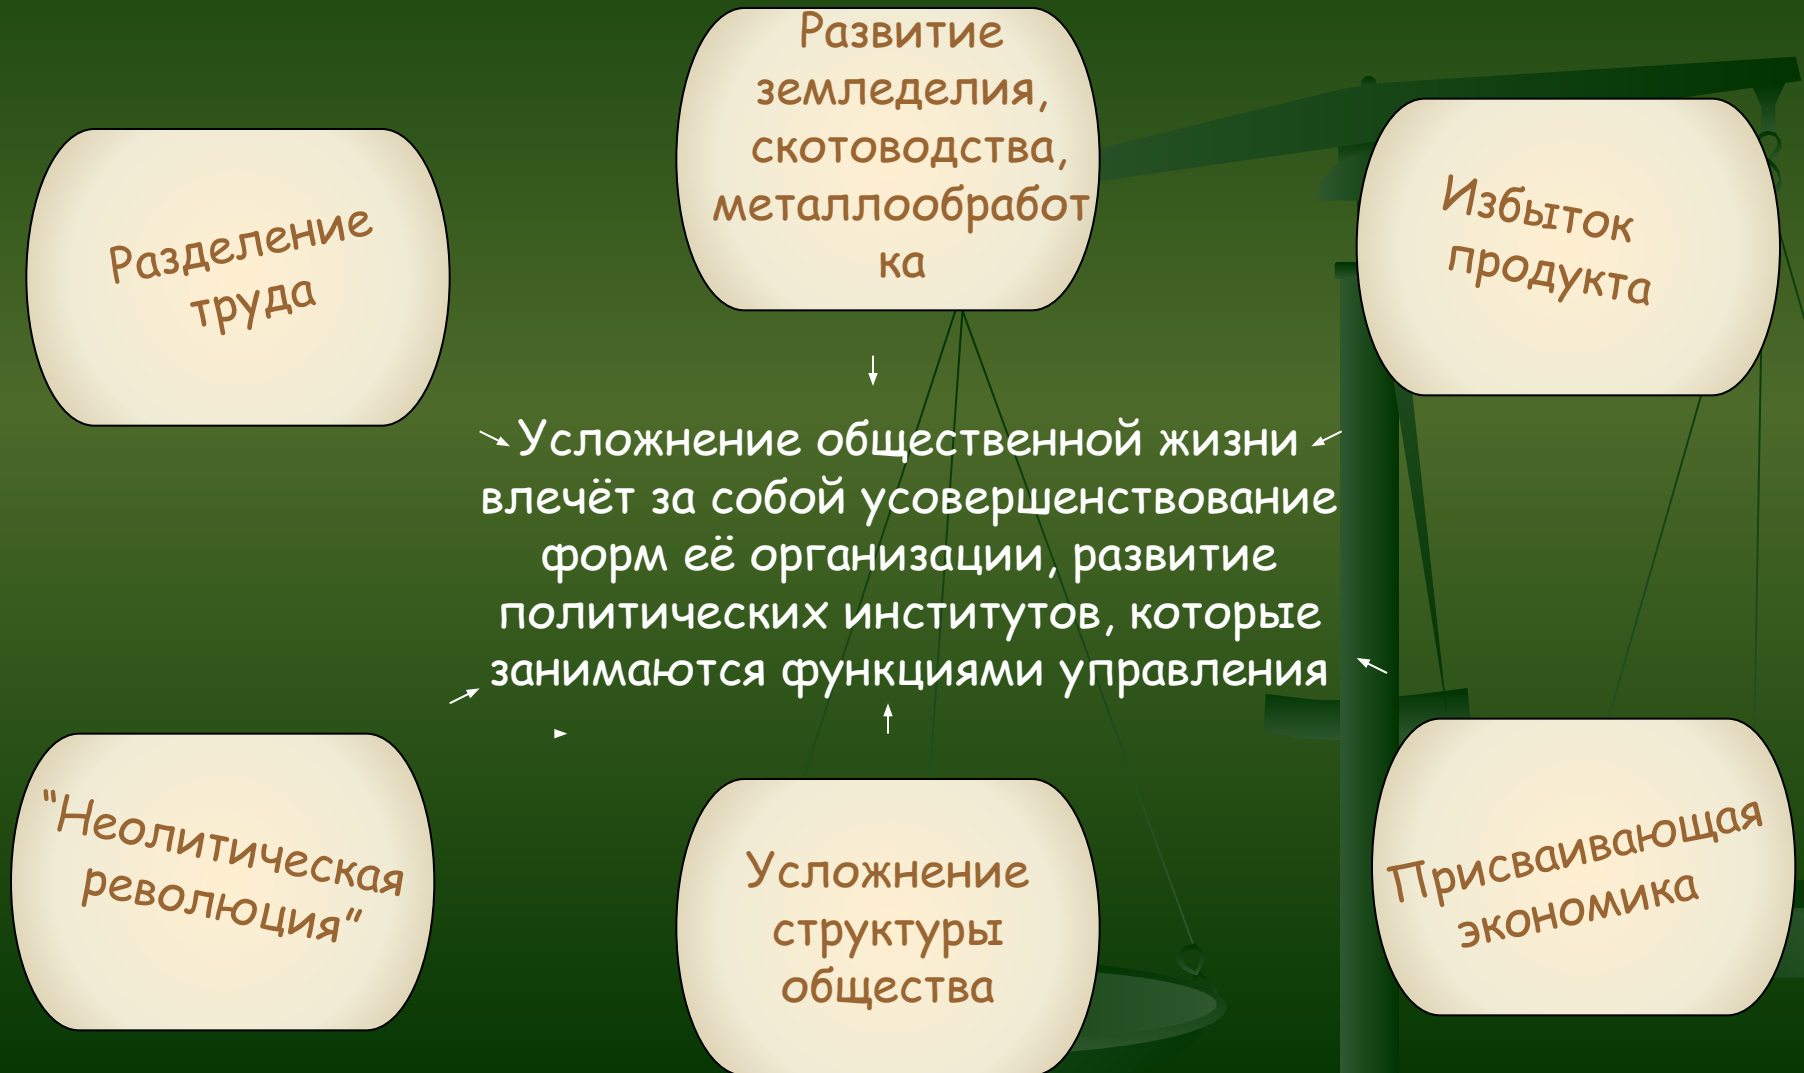 Развитие
земледелия,
скотоводства,
металлообработ
ка
Разделение
труда
Избыток
продукта
Усложнение общественной жизни
влечёт за собой усовершенствование
форм её организации, развитие
политических институтов, которые
занимаются функциями управления
"Неолитическая
революция"
Усложнение
структуры
общества
Присваивающая
экономика